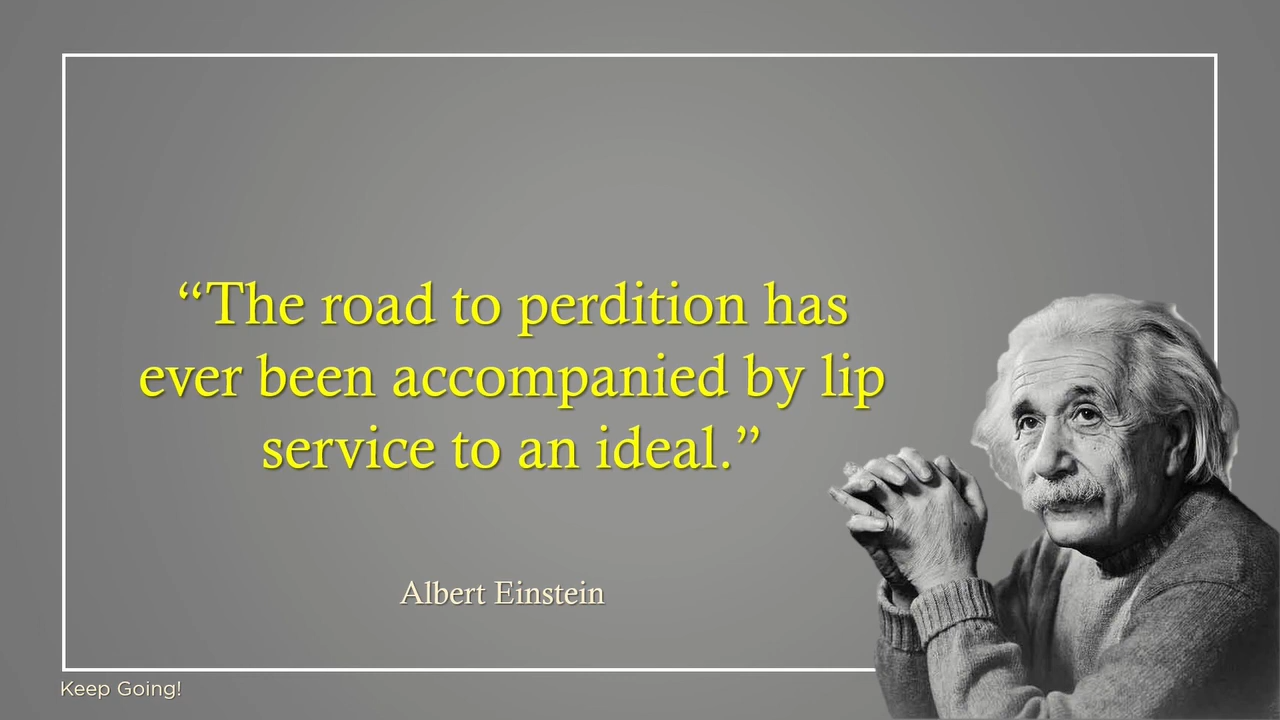 “The road to perdition has
ever been accompanied by lip
service to an ideal.”
Albert Einstein
Keep Going!